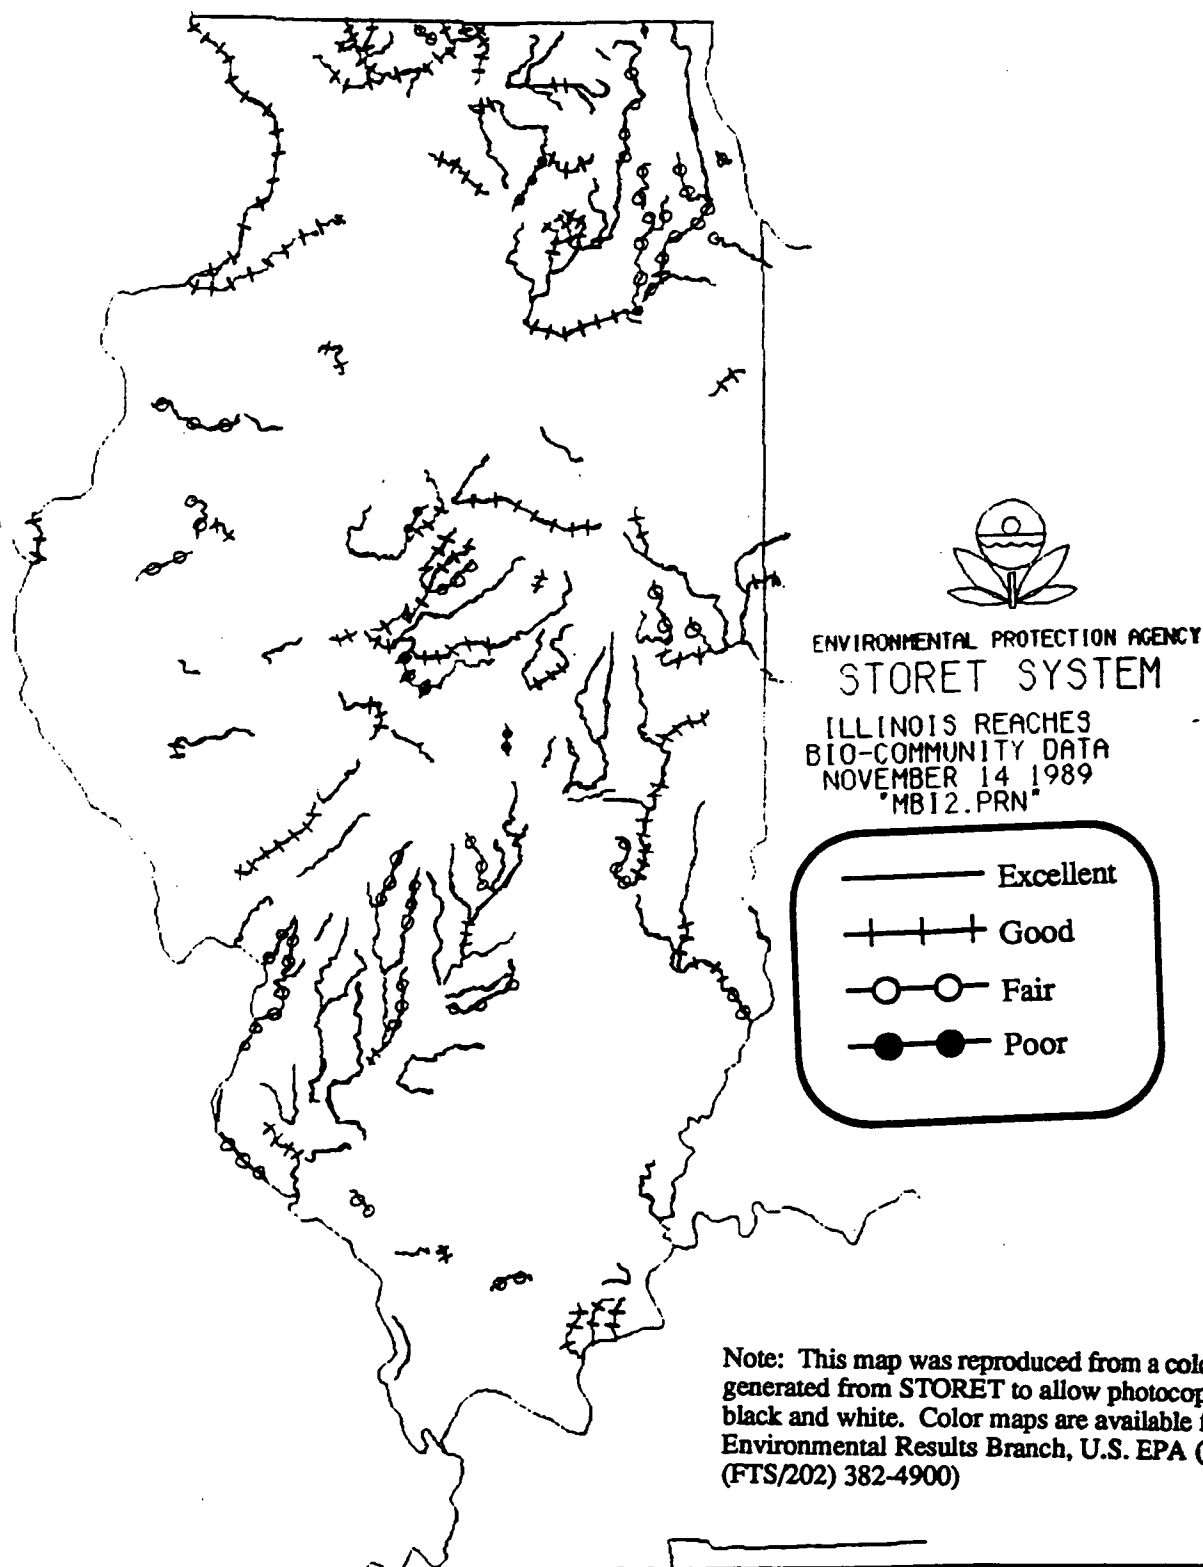 ENVIRONMENTAL PROTECTION AGENCY
STORET SYSTEM
ILLINOIS REACHES
BIO-COMMUNITY DATA
NOVEMBER 14 1989
"MBI2.PRN"
Excellent
Good
Fair
Poor
Note: This map was reproduced from a
generated from STORET to allow
black and white. Color maps are available
Environmental Results Branch, U.S. EPA (
(FTS/202) 382-4900)